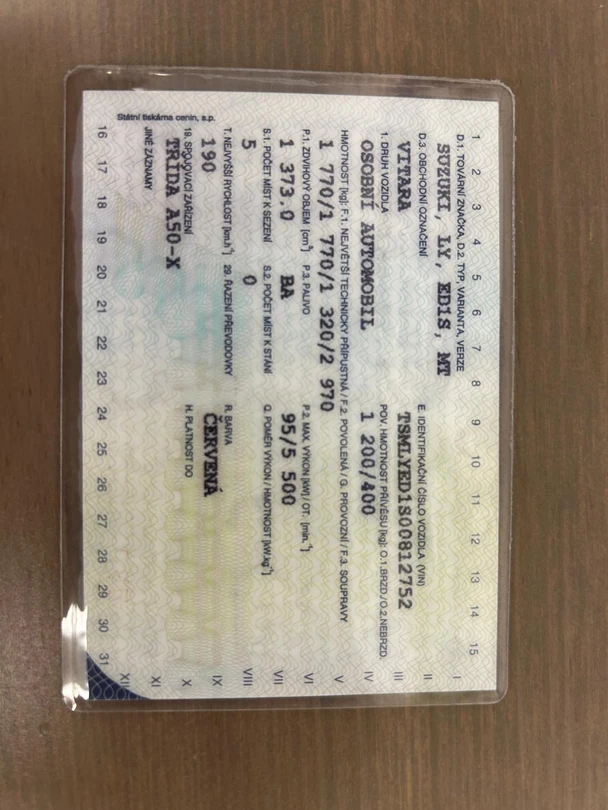 1 2 3 4 5 6 7 8 9 10 11 12 13 14 15
D.1. TOVÁRNÍ ZNAČKA, D.2. TYP, VARIANTA, VERZE
SUZUKI, LY, ED1S, MT
D.3. OBCHODNÍ OZNAČENÍ E. IDENTIFIKAČNÍ ČÍSLO VOZIDLA (VIN)
VITARA TSMLYED1S00812752
1. DRUH VOZIDLA POV. HMOTNOST PŘÍVĚSU [kg]: O.1.BRZD./O.2.NEBRZD.
OSOBNÍ AUTOMOBIL 1 200/400
HMOTNOST [kg]: F.1. NEJVĚTŠÍ TECHNICKY PŘÍPUSTNÁ / F.2. POVOLENÁ / G. PROVOZNÍ / F.3. SOUPRAVY
1 770/1 770/1 320/2 970
P.1. ZDVIHOVÝ OBJEM [cm³] P.3. PALIVO P.2. MAX. VÝKON [kW] / OT. [min.⁻¹]
1 373,0 BA 95/5 500
S.1. POČET MÍST K SEZENÍ S.2. POČET MÍST K STÁNÍ Q. POMĚR VÝKON / HMOTNOST [kW.kg⁻¹]
5 0
T. NEJVYŠŠÍ RYCHLOST [km.h⁻¹] 29. ŘAZENÍ PŘEVODOVKY R. BARVA
190 ČERVENÁ
19. SPOJOVACÍ ZAŘÍZENÍ H. PLATNOST DO
TŘÍDA A50-X
JINÉ ZÁZNAMY
I II III IV V VI VII VIII IX X XI XII
16 17 18 19 20 21 22 23 24 25 26 27 28 29 30 31
Státní tiskárna cenin, s.p.